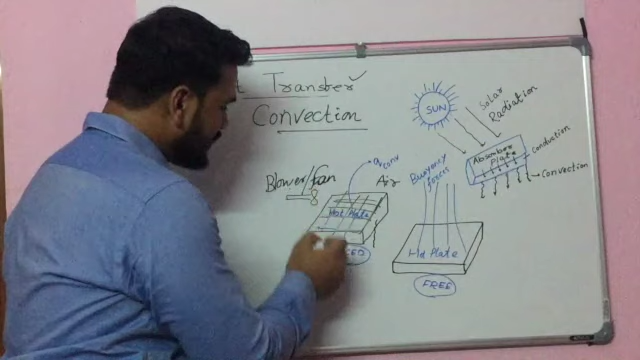 Transfer
Convection
SUN
Solar
Radiation
Absorber
Plate
conduction
Convection
Blower/Fan
qconv
Air
Hot Plate
Buoyancy
forces
Hot Plate
FREE